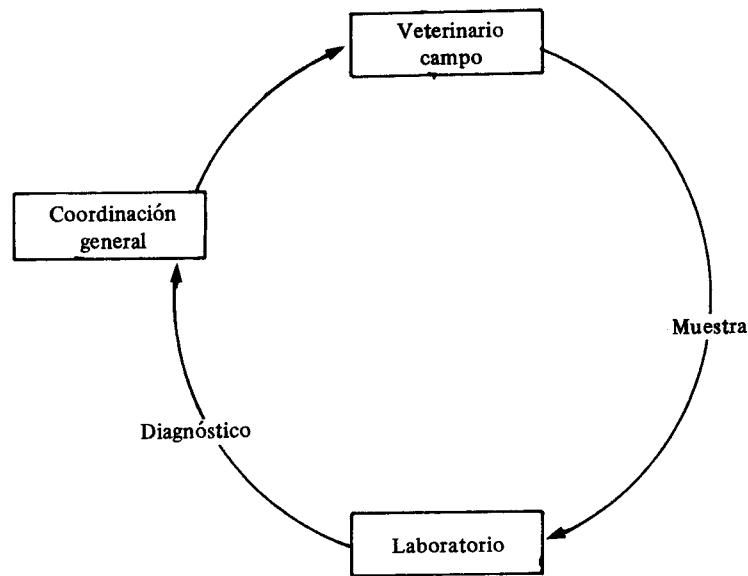 Veterinario
campo
Coordinación
general
Muestra
Diagnóstico
Laboratorio